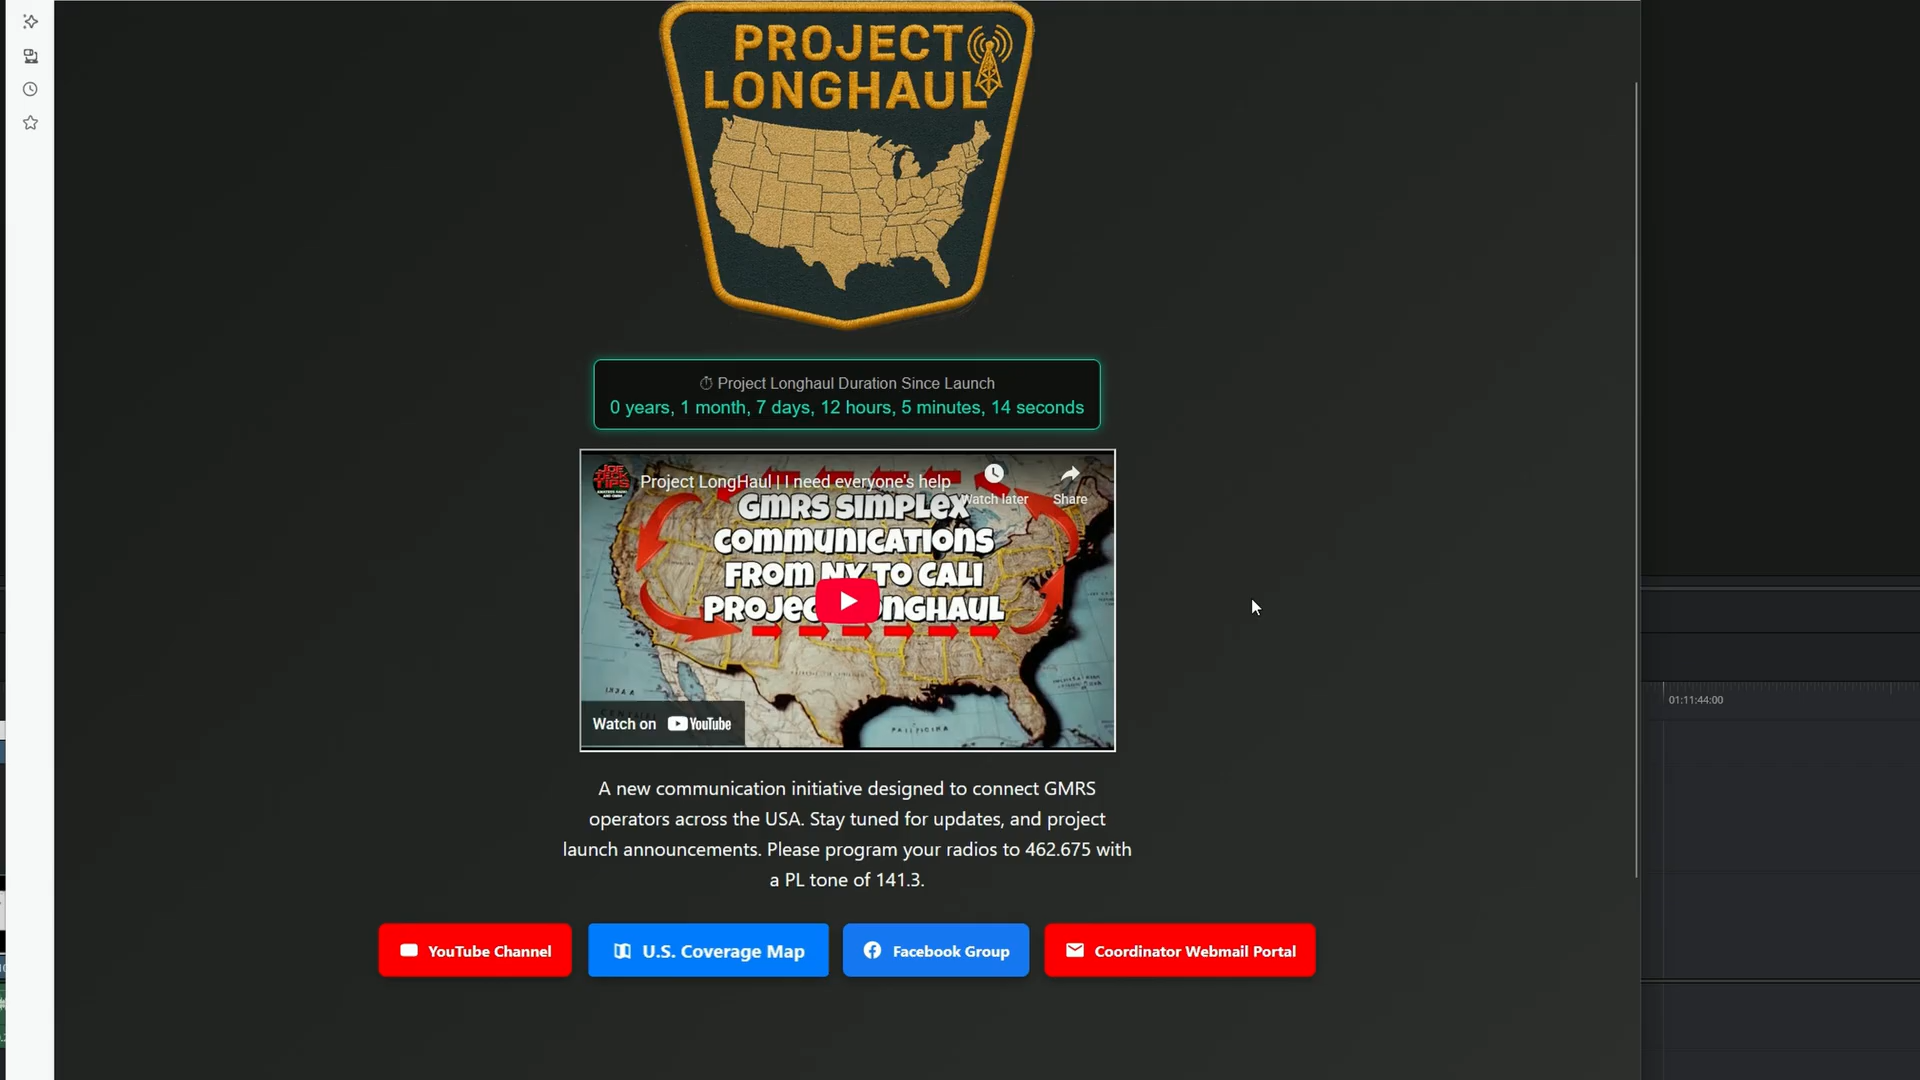 PROJECT
LONGHAUL
⏱ Project Longhaul Duration Since Launch
0 years, 1 month, 7 days, 12 hours, 5 minutes, 14 seconds
JOE
TECK
TIPS
Project LongHaul | I need everyone's help
Watch later
Share
GMRS SIMPLEX
COMMUNICATIONS
FROM NY TO CALI
Watch on YouTube
A new communication initiative designed to connect GMRS
operators across the USA. Stay tuned for updates, and project
launch announcements. Please program your radios to 462.675 with
a PL tone of 141.3.
YouTube Channel
U.S. Coverage Map
Facebook Group
Coordinator Webmail Portal
01:11:44:00